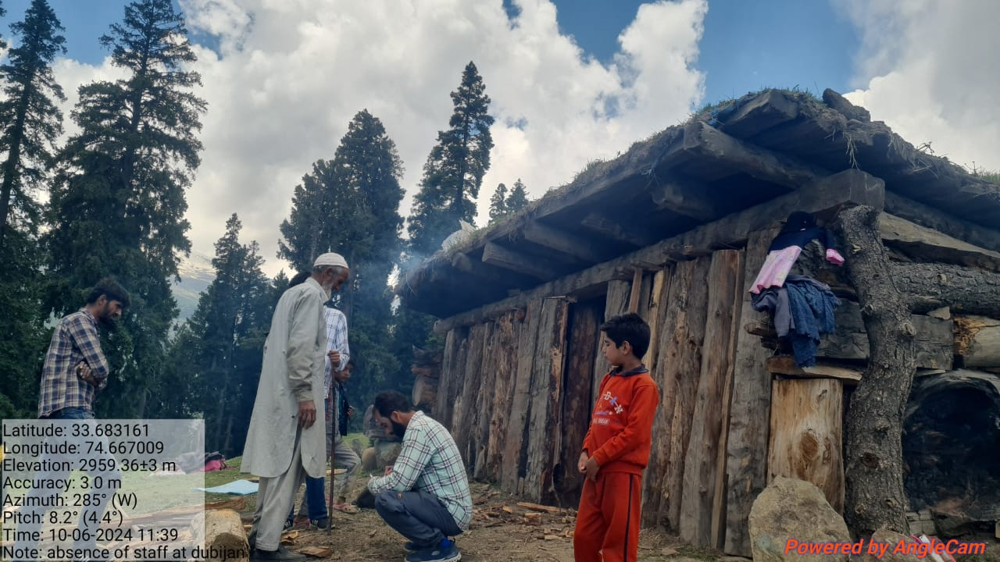 Latitude: 33.683161
Longitude: 74.667009
Elevation: 2959.36±3 m
Accuracy: 3.0 m
Azimuth: 285° (W)
Pitch: 8.2° (4.4°)
Time: 10-06-2024 11:39
Note: absence of staff at dubijan
Powered by AngleCam